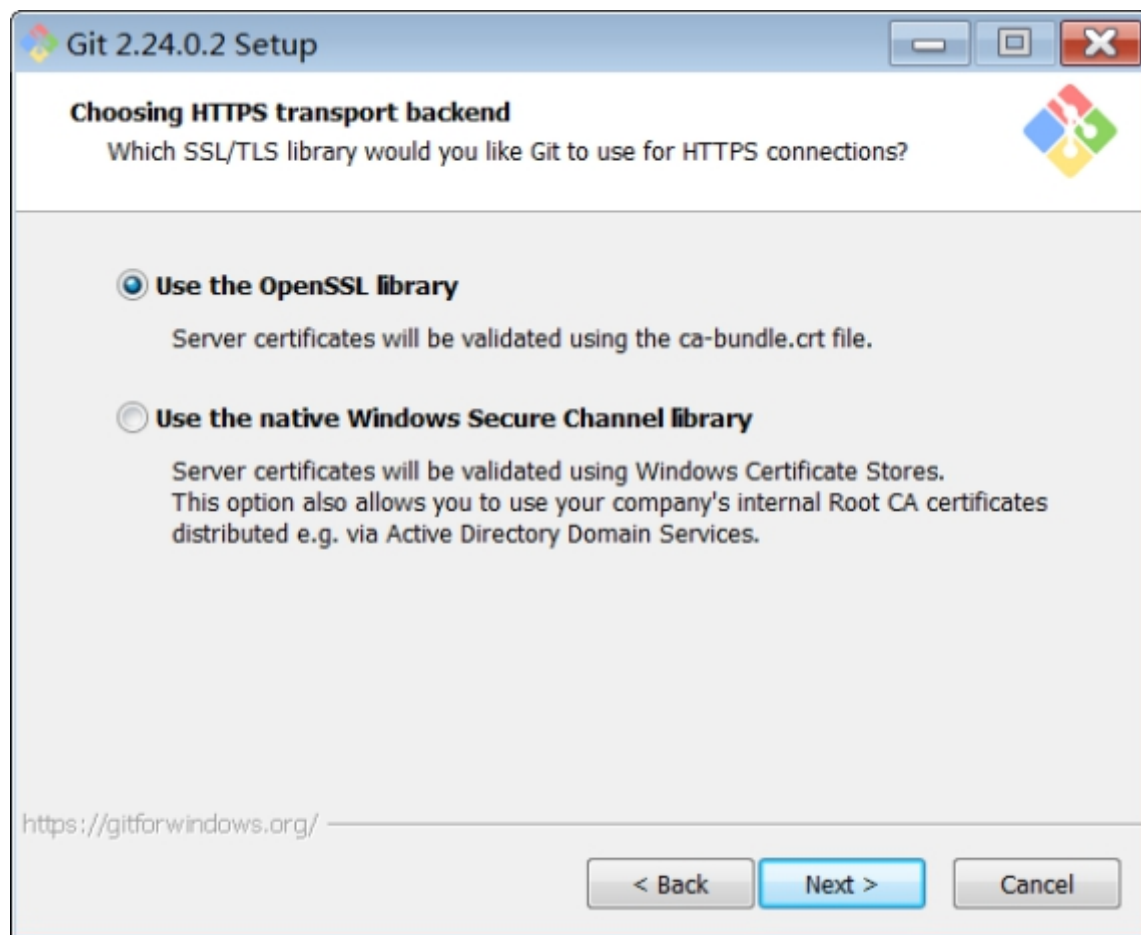 Git 2.24.0.2 Setup
Choosing HTTPS transport backend
Which SSL/TLS library would you like Git to use for HTTPS connections?
Use the OpenSSL library
Server certificates will be validated using the ca-bundle.crt file.
Use the native Windows Secure Channel library
Server certificates will be validated using Windows Certificate Stores.
This option also allows you to use your company's internal Root CA certificates
distributed e.g. via Active Directory Domain Services.
https://gitforwindows.org/
< Back Next > Cancel